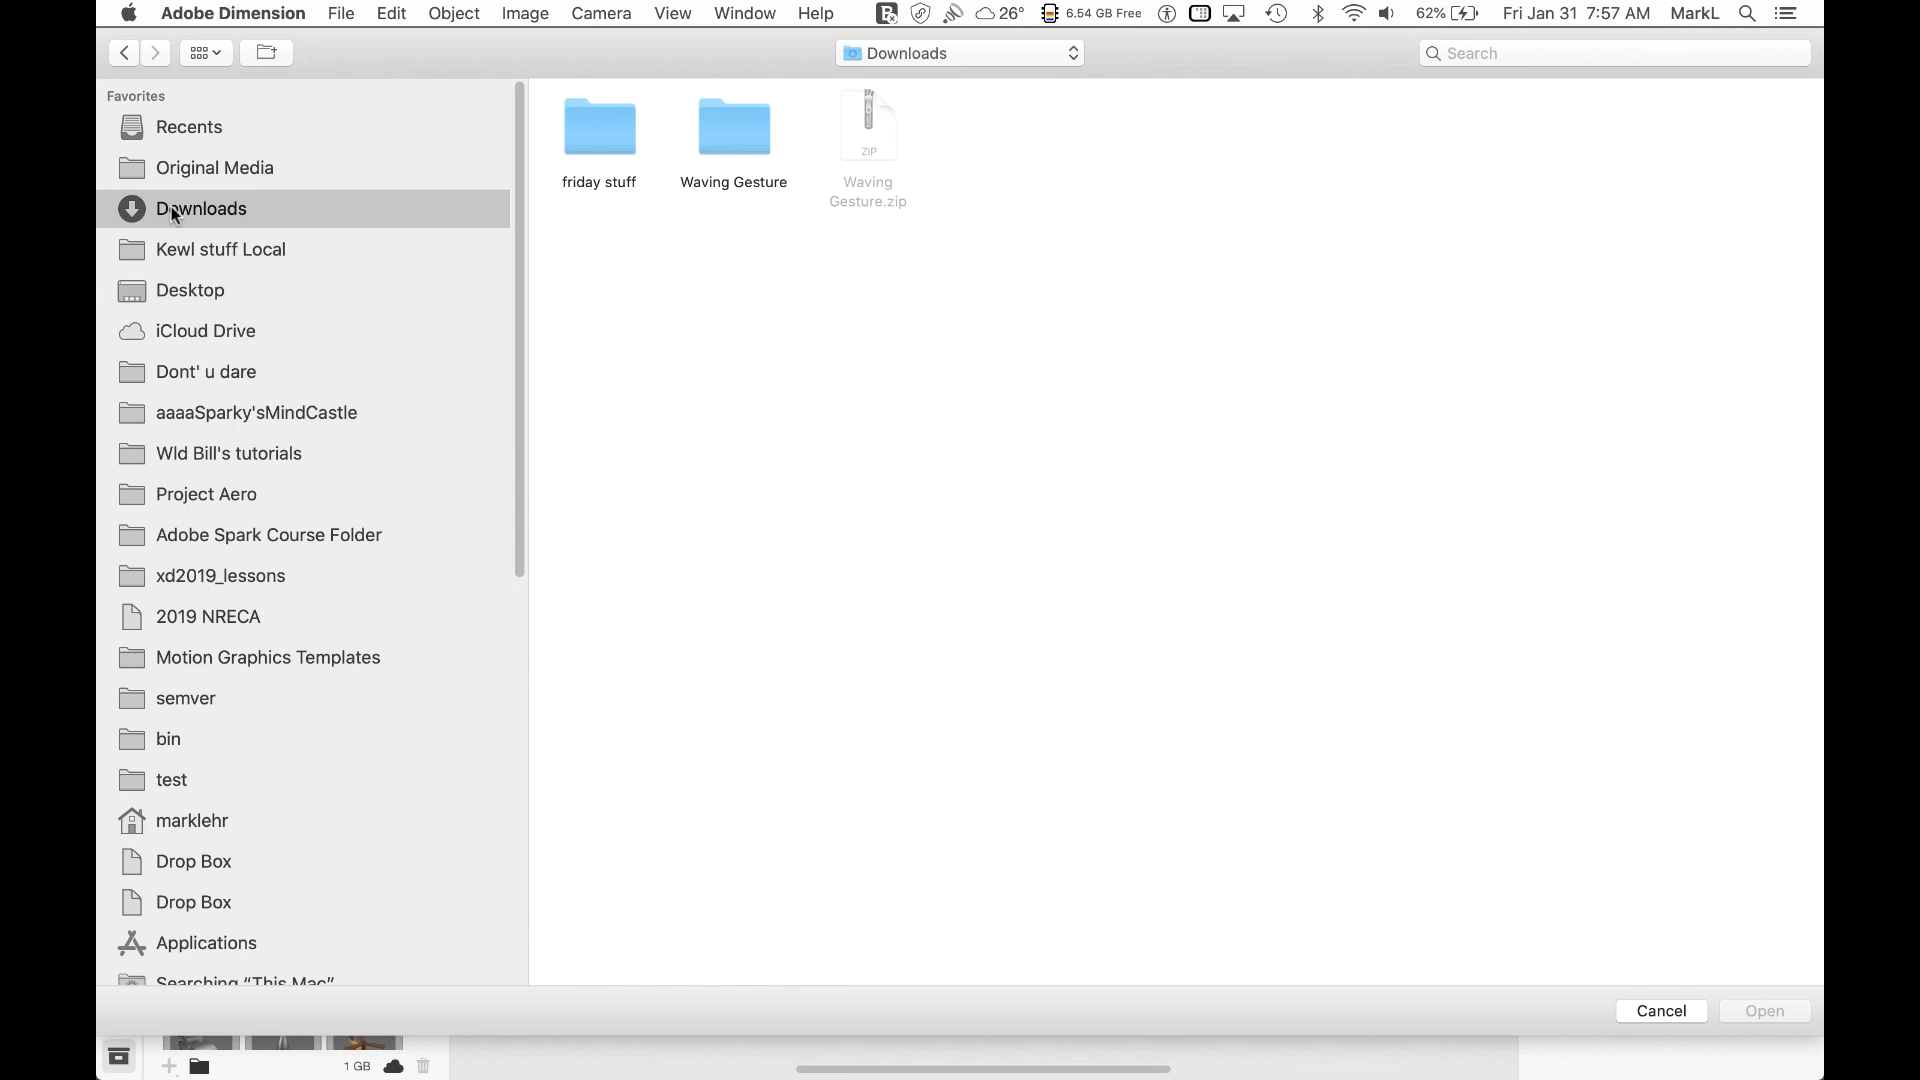 Adobe Dimension File Edit Object Image Camera View Window Help 26° 6.54 GB Free 62% Fri Jan 31 7:57 AM MarkL
Downloads
Search
Favorites
Recents
Original Media
Downloads
Kewl stuff Local
Desktop
iCloud Drive
Dont' u dare
aaaaSparky'sMindCastle
Wld Bill's tutorials
Project Aero
Adobe Spark Course Folder
xd2019_lessons
2019 NRECA
Motion Graphics Templates
semver
bin
test
marklehr
Drop Box
Drop Box
Applications
Searching “This Mac”
friday stuff
Waving Gesture
ZIP
Waving
Gesture.zip
Cancel
Open
1 GB